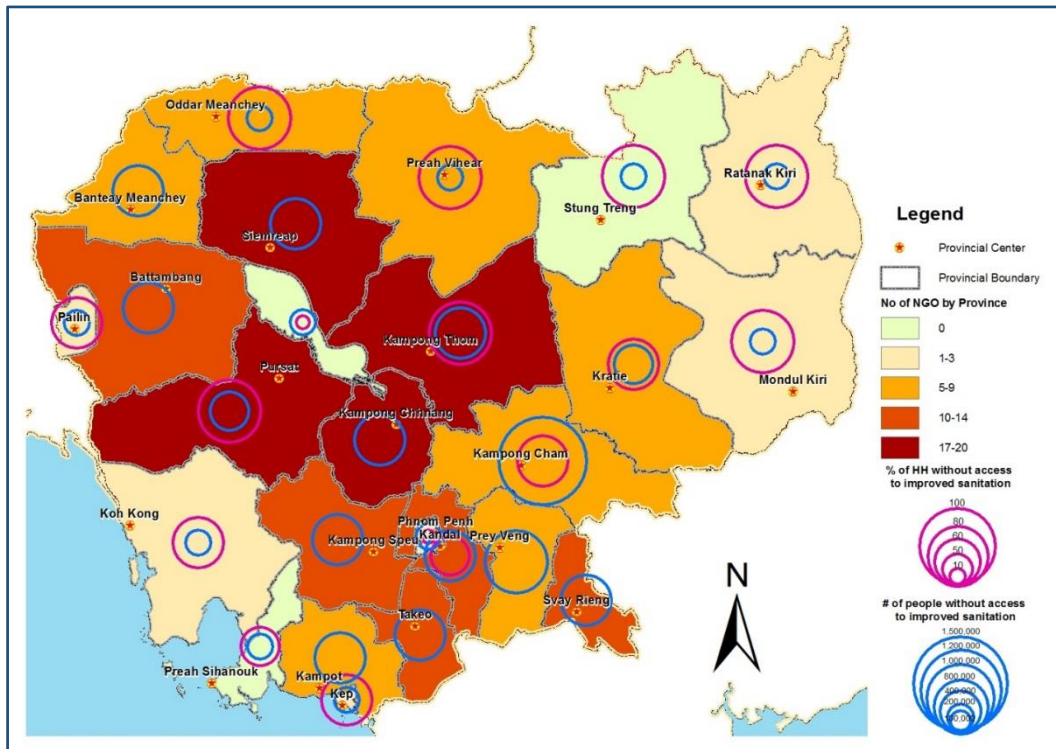 Oddar Meanchey
Preah Vihear
Ratanak Kiri
Banteay Meanchey
Stung Treng
Siemreap
Battambang
Pailin
Kampong Thom
Pursat
Kratie
Mondul Kiri
Kampong Chhnang
Kampong Cham
Koh Kong
Phnom Penh
Kandal
Prey Veng
Kampong Speu
Svay Rieng
Takeo
Preah Sihanouk
Kampot
Kep
N
Legend
Provincial Center
Provincial Boundary
No of NGO by Province
0
1-3
5-9
10-14
17-20
% of HH without access
to improved sanitation
100
80
60
50
10
# of people without access
to improved sanitation
1,500,000
1,200,000
1,000,000
800,000
400,000
200,000
100,000